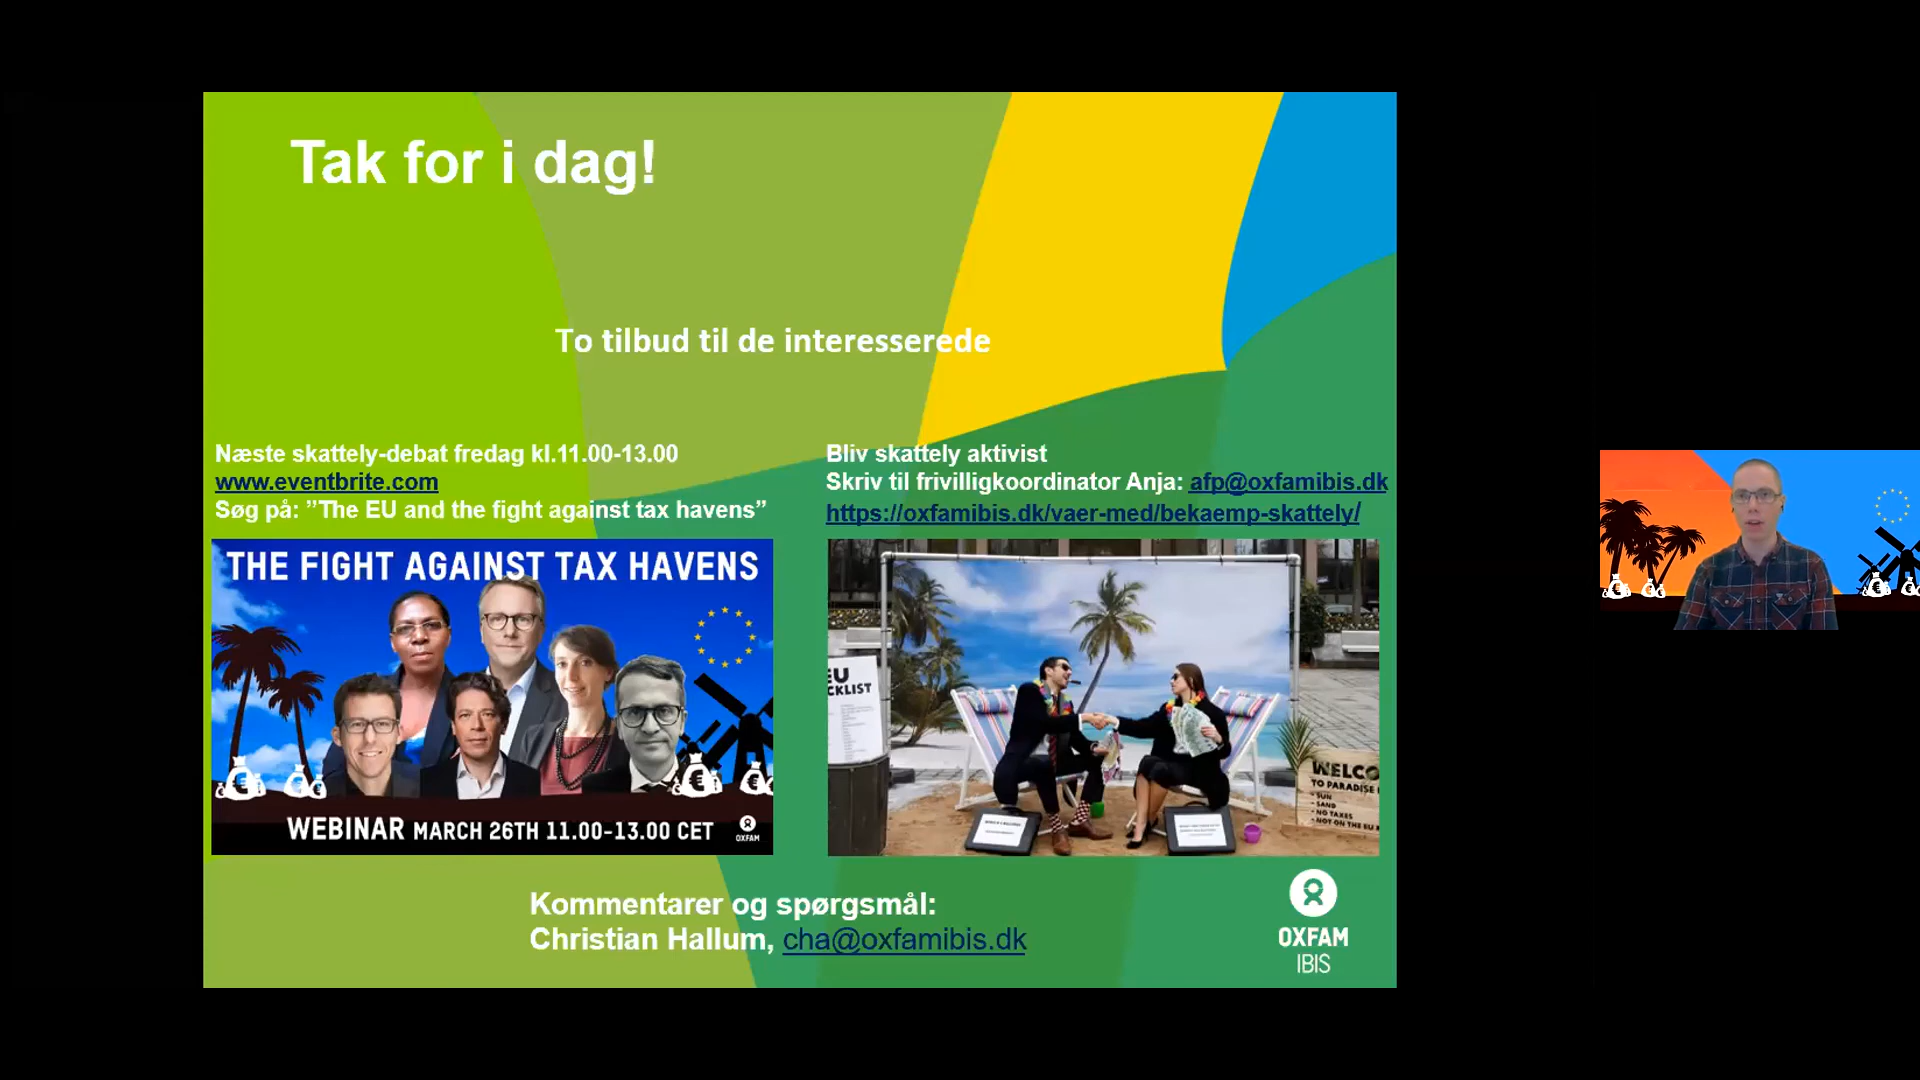 Tak for i dag!
To tilbud til de interesserede
Næste skattely-debat fredag kl.11.00-13.00
www.eventbrite.com
Søg på: ”The EU and the fight against tax havens”
Bliv skattely aktivist
Skriv til frivilligkoordinator Anja: afp@oxfamibis.dk
https://oxfamibis.dk/vaer-med/bekaemp-skattely/
THE FIGHT AGAINST TAX HAVENS
WEBINAR MARCH 26TH 11.00-13.00 CET
OXFAM
EU
CKLIST
WELCO
TO PARADISE
- SUN
- SAND
- NO TAXES
- NOT ON THE EU
Kommentarer og spørgsmål:
Christian Hallum, cha@oxfamibis.dk
OXFAM
IBIS